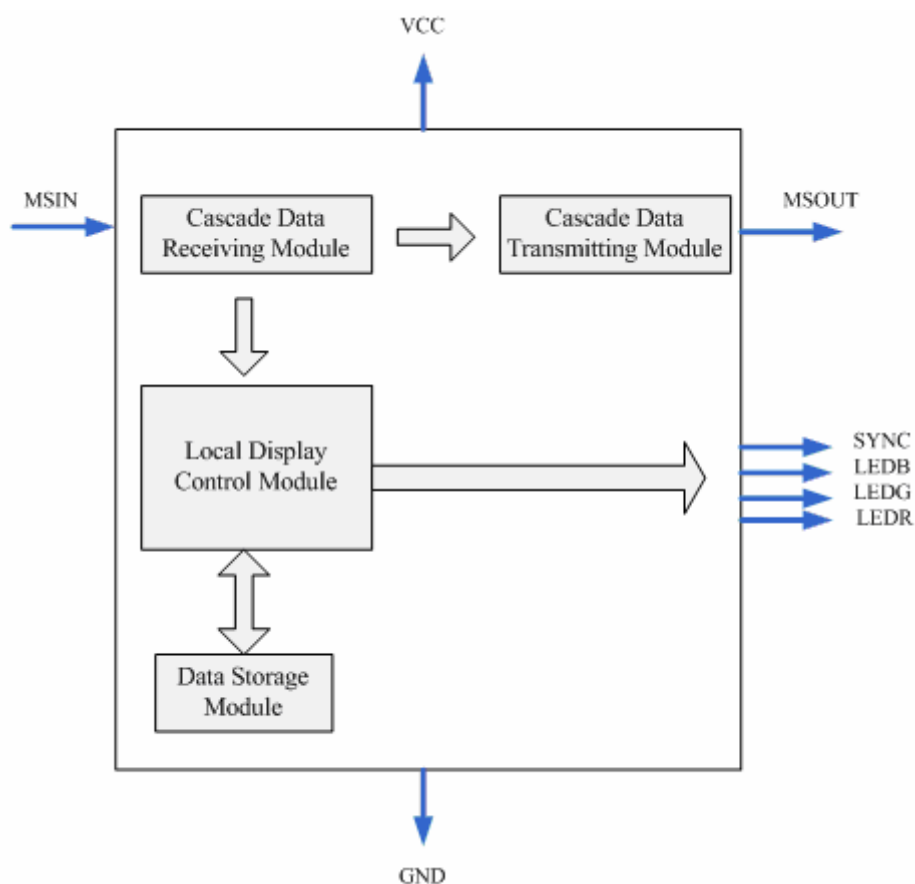 VCC
MSIN
Cascade Data
Receiving Module
Cascade Data
Transmitting Module
MSOUT
Local Display
Control Module
SYNC
LEDB
LEDG
LEDR
Data Storage
Module
GND